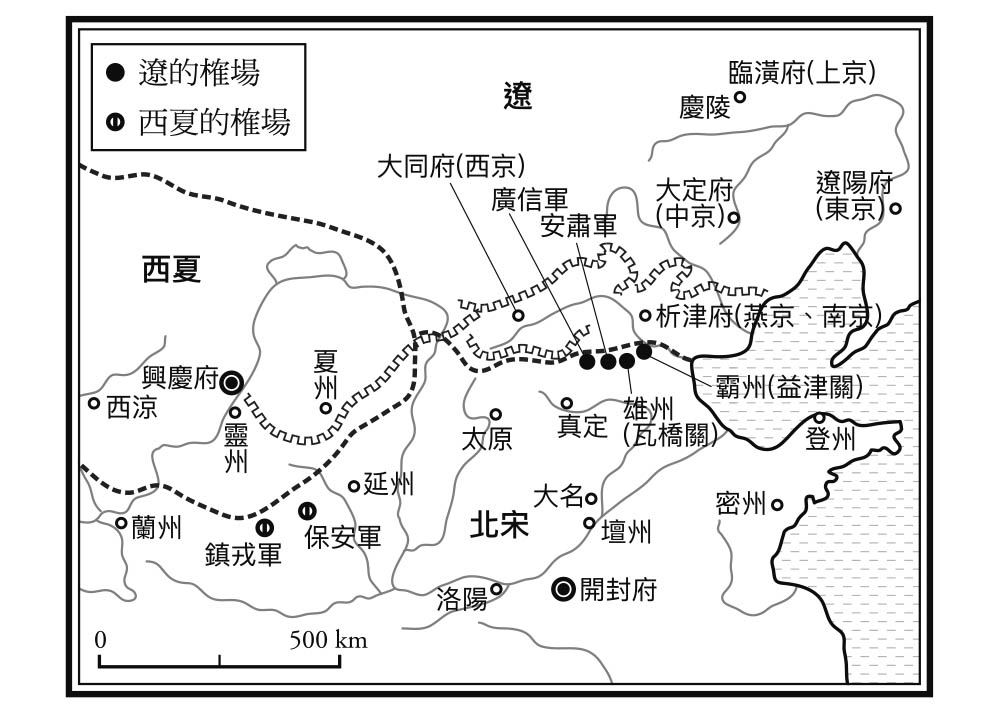 遼的榷場
西夏的榷場
遼
臨潢府(上京)
慶陵
大同府(西京)
廣信軍
安肅軍
大定府
(中京)
遼陽府
(東京)
西夏
析津府(燕京、南京)
夏州
興慶府
西涼
靈州
霸州(益津關)
雄州
(瓦橋關)
太原
真定
登州
延州
大名
密州
蘭州
鎮戎軍
保安軍
北宋
壇州
洛陽
開封府
0
500 km